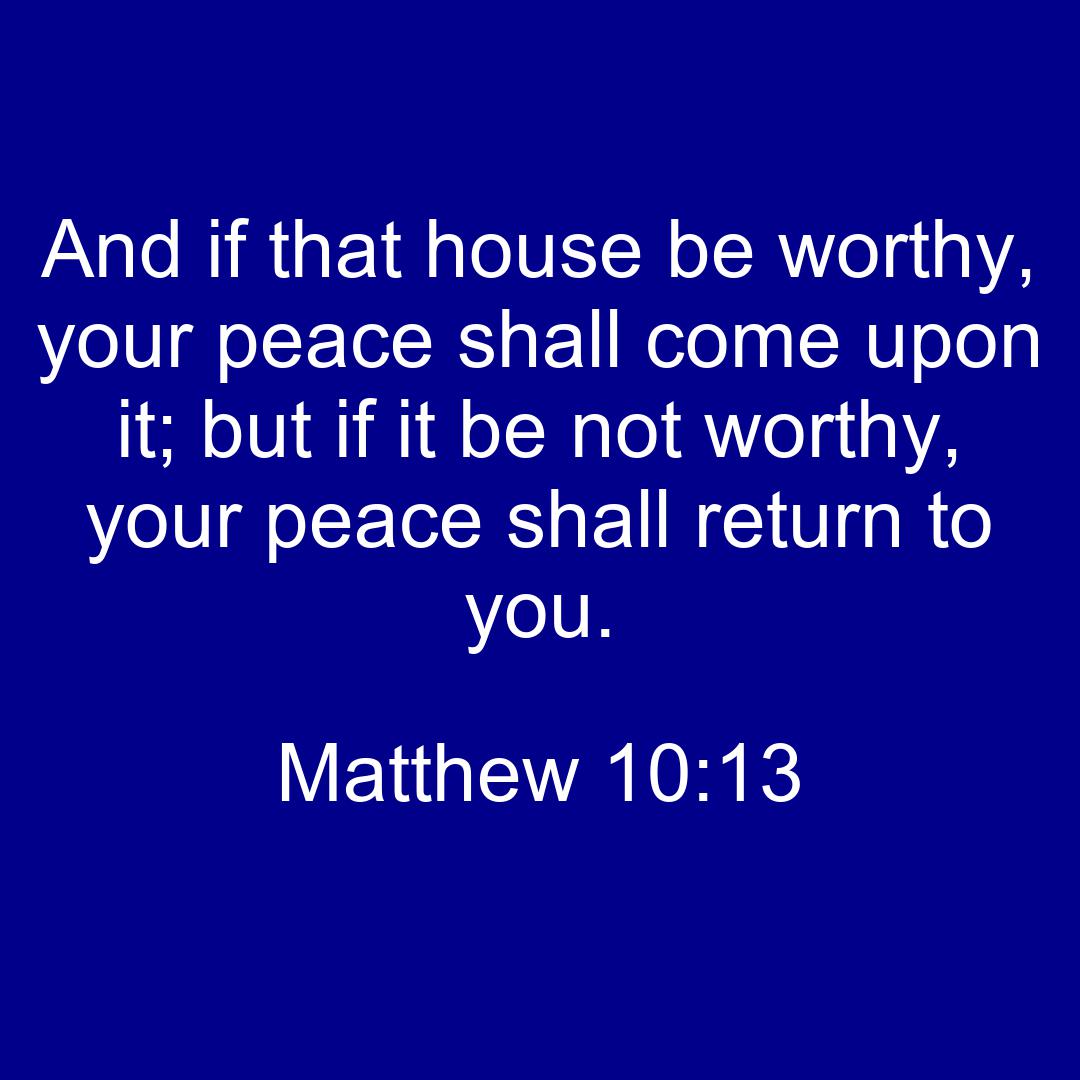 And if that house be worthy,
your peace shall come upon
it; but if it be not worthy,
your peace shall return to
you.
Matthew 10:13